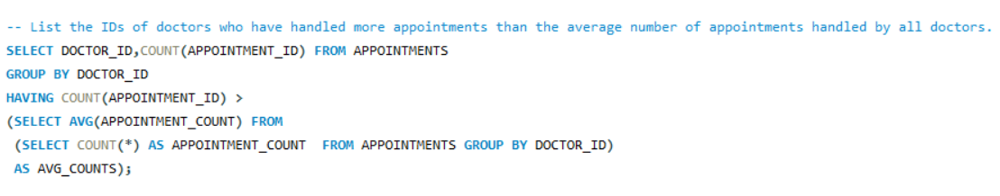 -- List the IDs of doctors who have handled more appointments than the average number of appointments handled by all doctors.
SELECT DOCTOR_ID,COUNT(APPOINTMENT_ID) FROM APPOINTMENTS
GROUP BY DOCTOR_ID
HAVING COUNT(APPOINTMENT_ID) >
(SELECT AVG(APPOINTMENT_COUNT) FROM
(SELECT COUNT(*) AS APPOINTMENT_COUNT  FROM APPOINTMENTS GROUP BY DOCTOR_ID)
AS AVG_COUNTS);